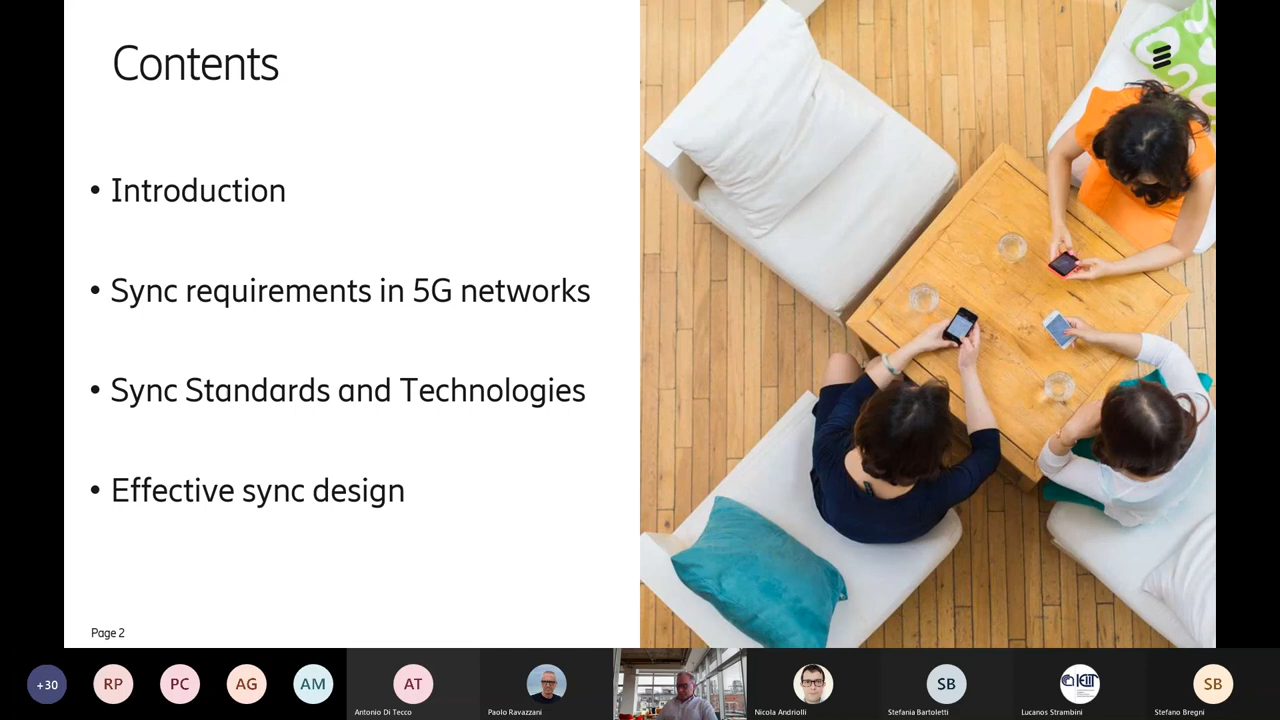 Contents
• Introduction
• Sync requirements in 5G networks
• Sync Standards and Technologies
• Effective sync design
Page 2
+30
RP
PC
AG
AM
AT
SB
IEIIT
SB
Antonio Di Tecco
Paolo Ravazzani
Nicola Andriolli
Stefania Bartoletti
Lucanos Strambini
Stefano Bregni